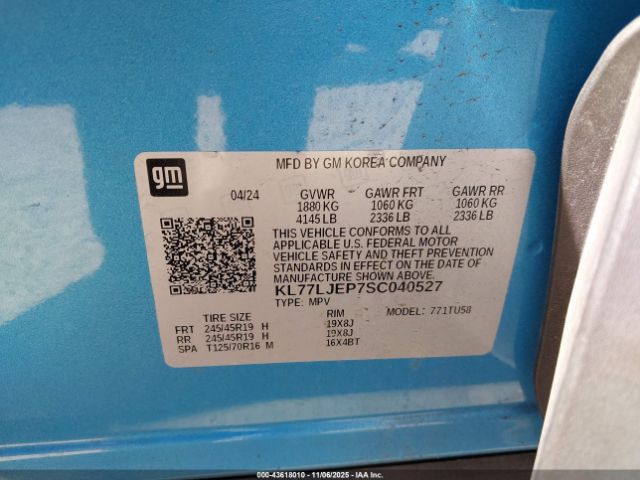 gm
MFD BY GM KOREA COMPANY
04/24 GVWR GAWR FRT GAWR RR
1880 KG 1060 KG 1060 KG
4145 LB 2336 LB 2336 LB
THIS VEHICLE CONFORMS TO ALL
APPLICABLE U.S. FEDERAL MOTOR
VEHICLE SAFETY AND THEFT PREVENTION
STANDARDS IN EFFECT ON THE DATE OF
MANUFACTURE SHOWN ABOVE.
KL77LJEP7SC040527
TYPE: MPV MODEL: 771TU58
TIRE SIZE RIM
FRT 245/45R19 H 19X8J
RR 245/45R19 H 19X8J
SPA T125/70R16 M 16X4BT
000-43618010 - 11/06/2025 - IAA Inc.